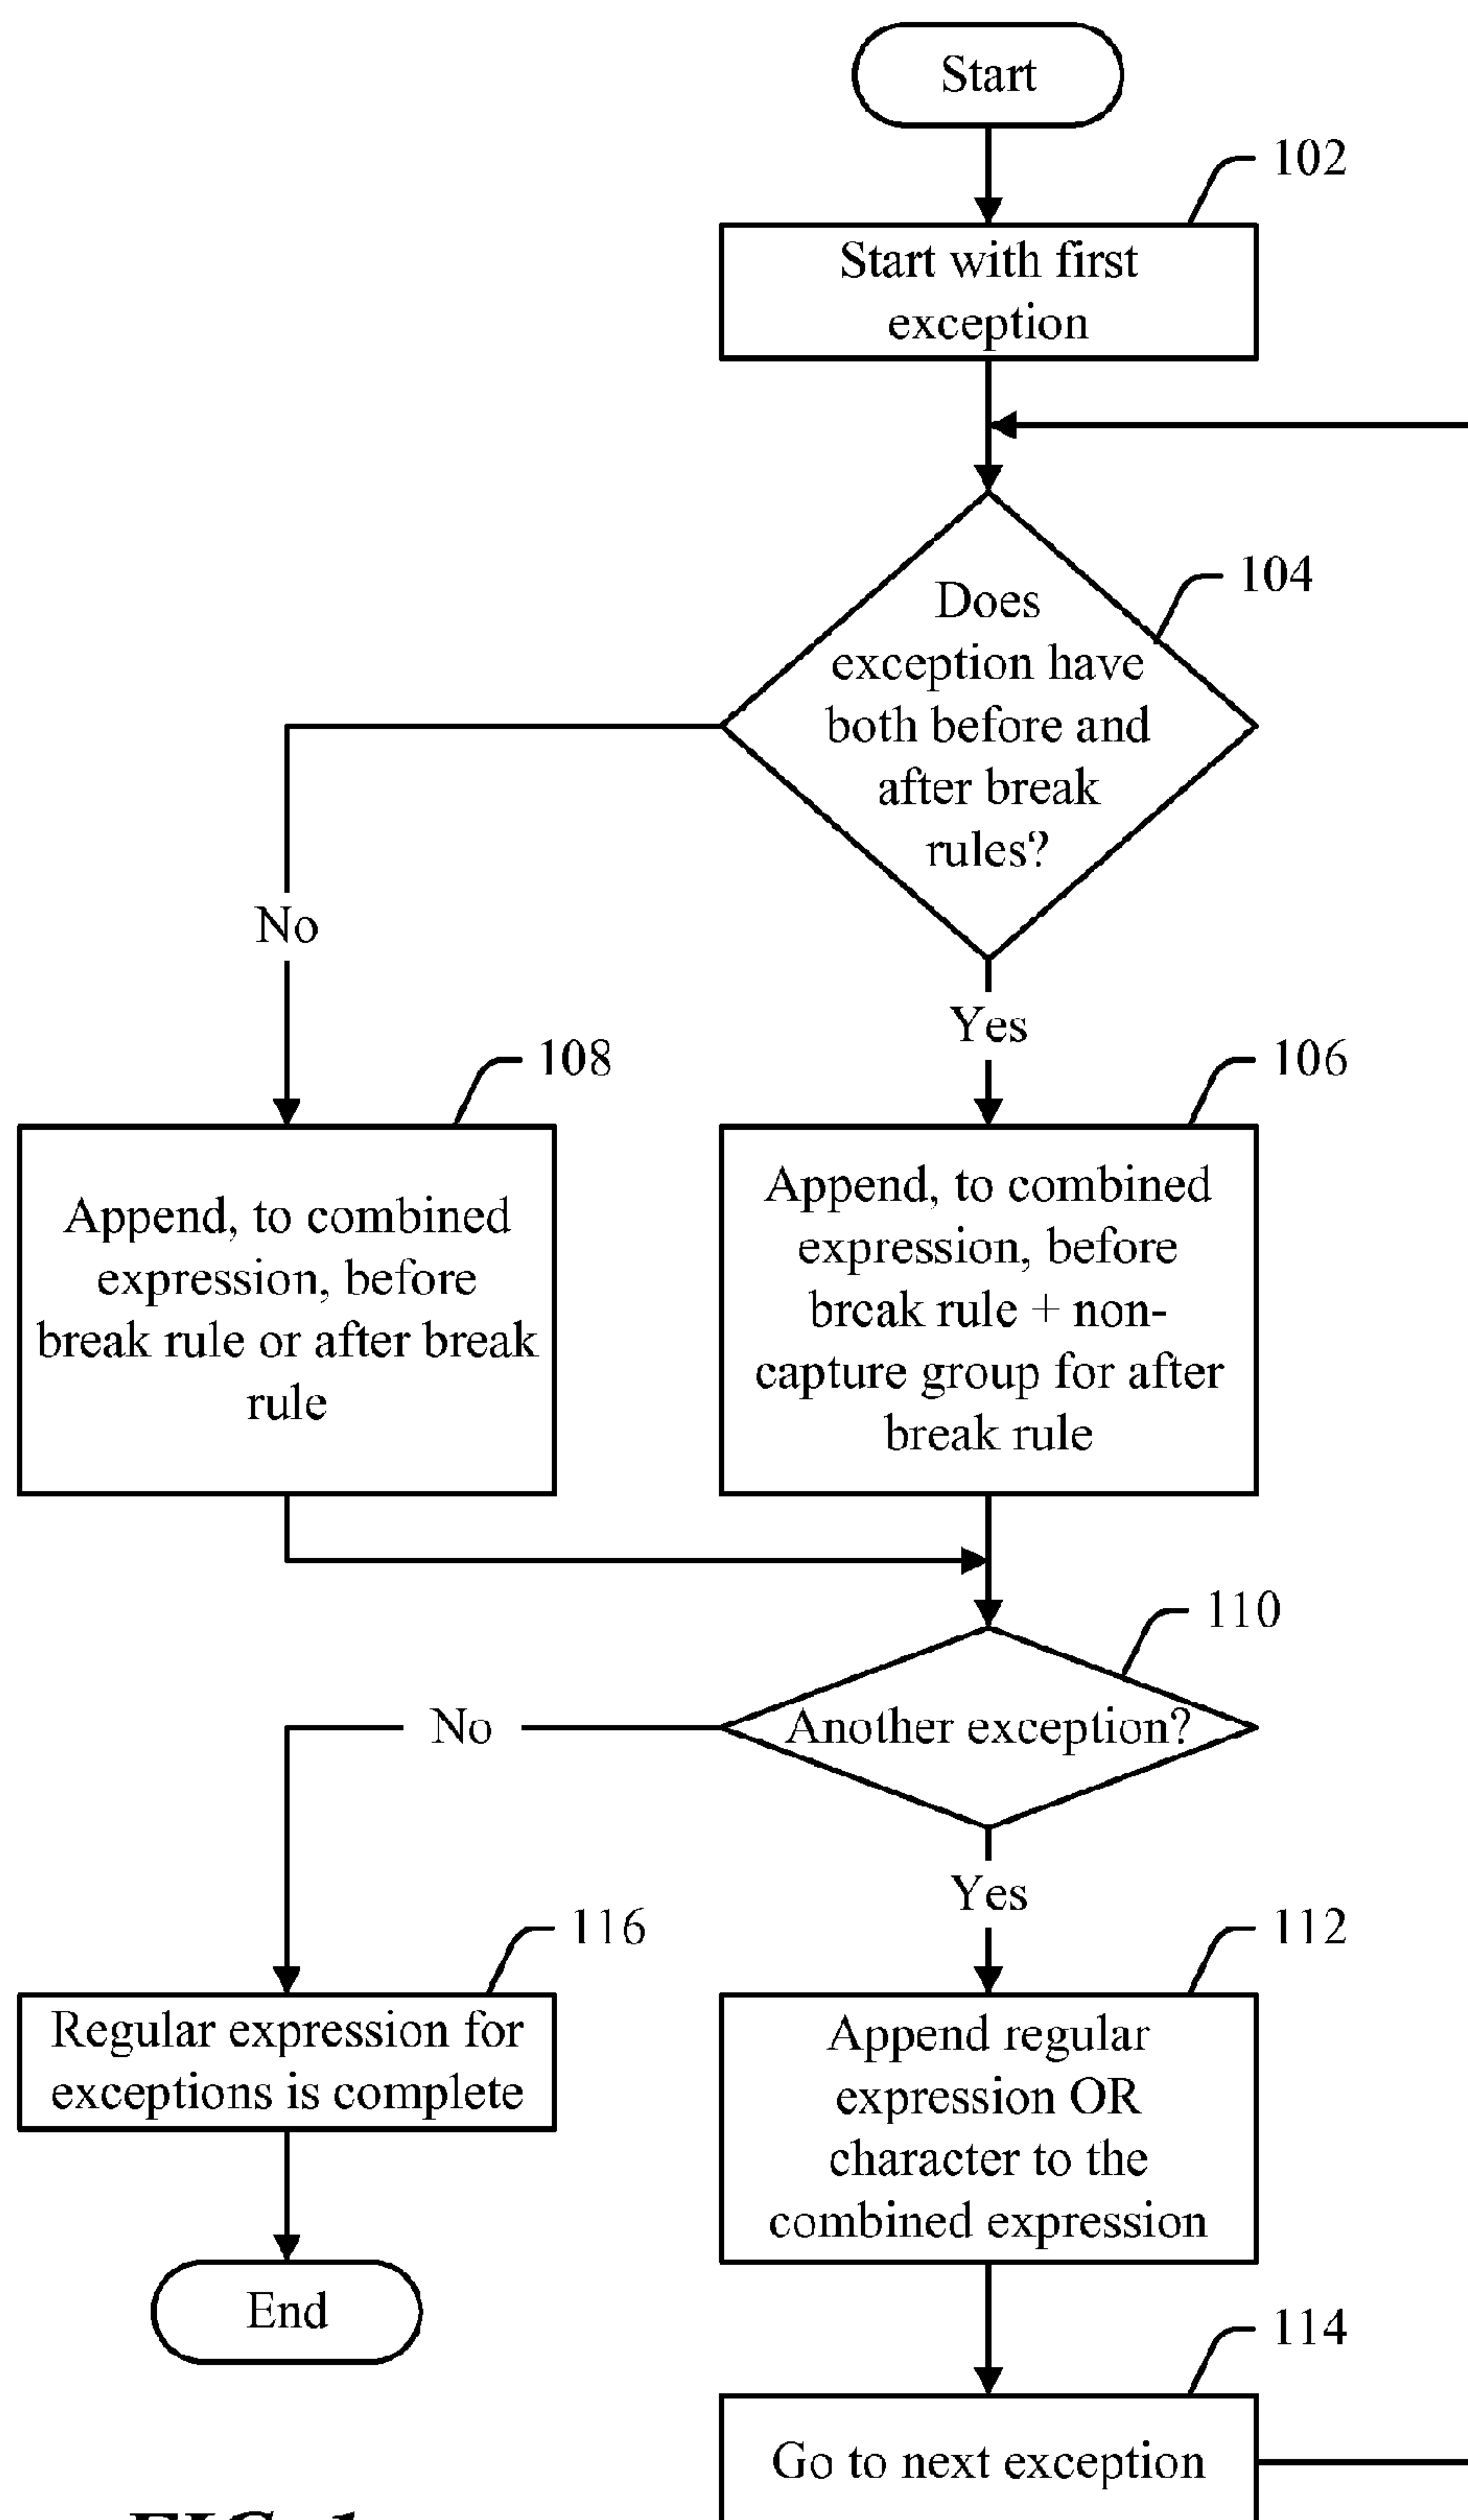 Start
102
Start with first
exception
104
Does
exception have
both before and
after break
rules?
No
Yes
108
106
Append, to combined
expression, before
break rule or after break
rule
Append, to combined
expression, before
break rule + non-
capture group for after
break rule
110
Another exception?
No
Yes
116
112
Regular expression for
exceptions is complete
Append regular
expression OR
character to the
combined expression
End
114
Go to next exception